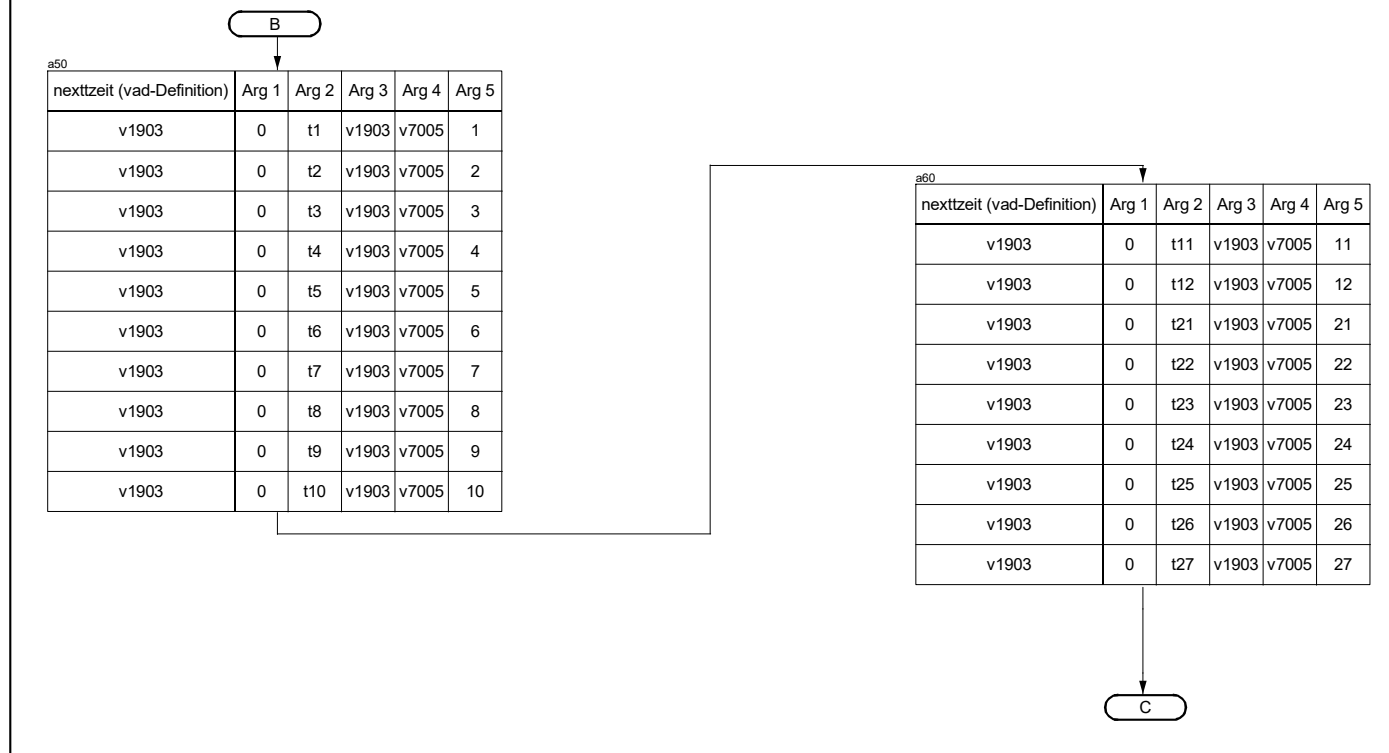 B
a50
nexttzeit (vad-Definition) Arg 1 Arg 2 Arg 3 Arg 4 Arg 5
v1903 0 t1 v1903 v7005 1
v1903 0 t2 v1903 v7005 2
v1903 0 t3 v1903 v7005 3
v1903 0 t4 v1903 v7005 4
v1903 0 t5 v1903 v7005 5
v1903 0 t6 v1903 v7005 6
v1903 0 t7 v1903 v7005 7
v1903 0 t8 v1903 v7005 8
v1903 0 t9 v1903 v7005 9
v1903 0 t10 v1903 v7005 10
a60
nexttzeit (vad-Definition) Arg 1 Arg 2 Arg 3 Arg 4 Arg 5
v1903 0 t11 v1903 v7005 11
v1903 0 t12 v1903 v7005 12
v1903 0 t21 v1903 v7005 21
v1903 0 t22 v1903 v7005 22
v1903 0 t23 v1903 v7005 23
v1903 0 t24 v1903 v7005 24
v1903 0 t25 v1903 v7005 25
v1903 0 t26 v1903 v7005 26
v1903 0 t27 v1903 v7005 27
C